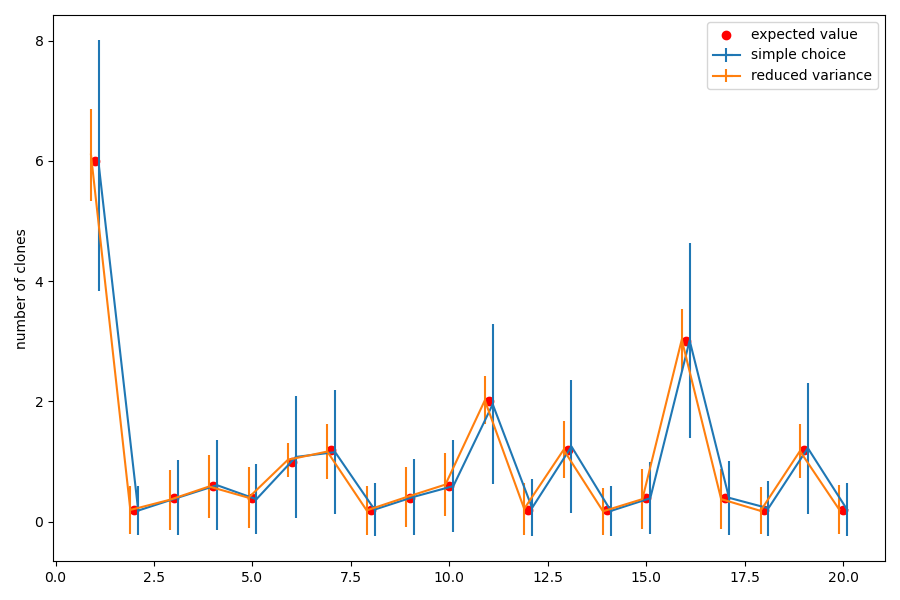 expected value
simple choice
reduced variance
number of clones
8
6
4
2
0
0.0 2.5 5.0 7.5 10.0 12.5 15.0 17.5 20.0